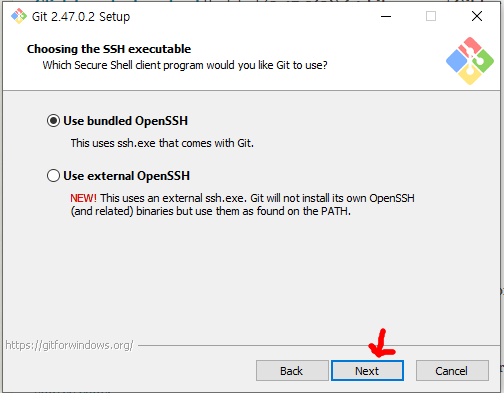 Git 2.47.0.2 Setup
Choosing the SSH executable
Which Secure Shell client program would you like Git to use?
Use bundled OpenSSH
This uses ssh.exe that comes with Git.
Use external OpenSSH
NEW! This uses an external ssh.exe. Git will not install its own OpenSSH
(and related) binaries but use them as found on the PATH.
https://gitforwindows.org/
Back
Next
Cancel